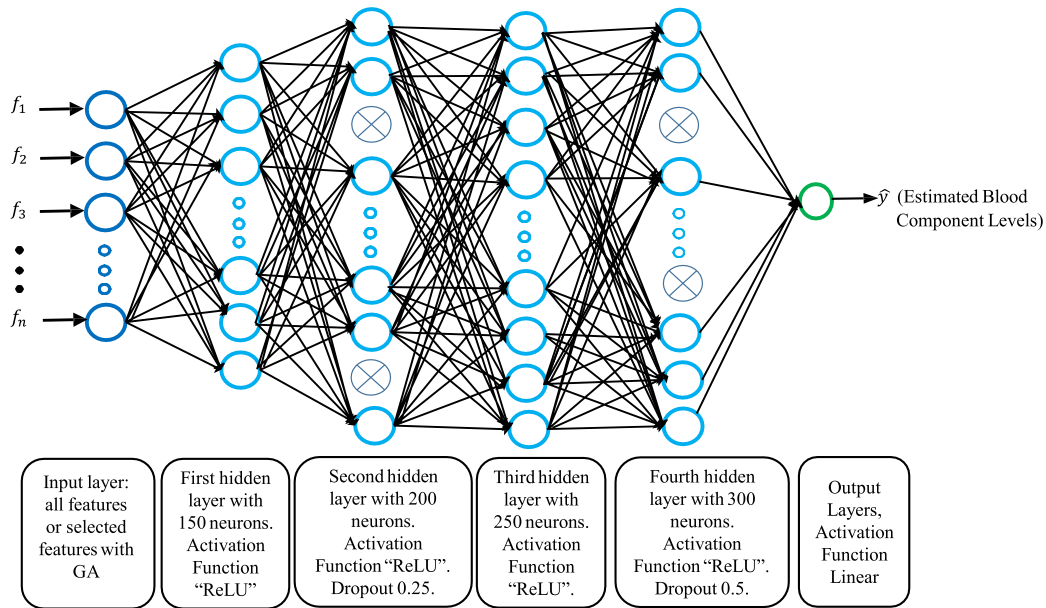 f₁
f₂
f₃
fₙ
ŷ (Estimated Blood
Component Levels)
Input layer:
all features
or selected
features with
GA
First hidden
layer with
150 neurons.
Activation
Function
“ReLU”
Second hidden
layer with 200
neurons.
Activation
Function “ReLU”.
Dropout 0.25.
Third hidden
layer with
250 neurons.
Activation
Function
“ReLU”.
Fourth hidden
layer with 300
neurons.
Activation
Function “ReLU”.
Dropout 0.5.
Output
Layers,
Activation
Function
Linear